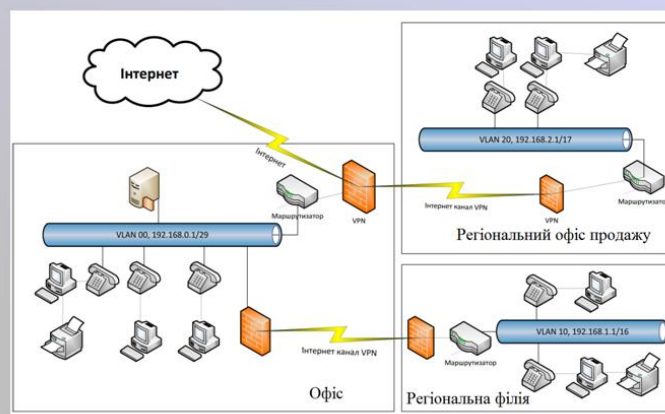 Інтернет
Інтернет
VLAN 20, 192.168.2.1/17
Маршрутизатор
VPN
Інтернет канал VPN
VPN
Маршрутизатор
VLAN 00, 192.168.0.1/29
Регіональний офіс продажу
Інтернет канал VPN
Маршрутизатор
VLAN 10, 192.168.1.1/16
Офіс
Регіональна філія